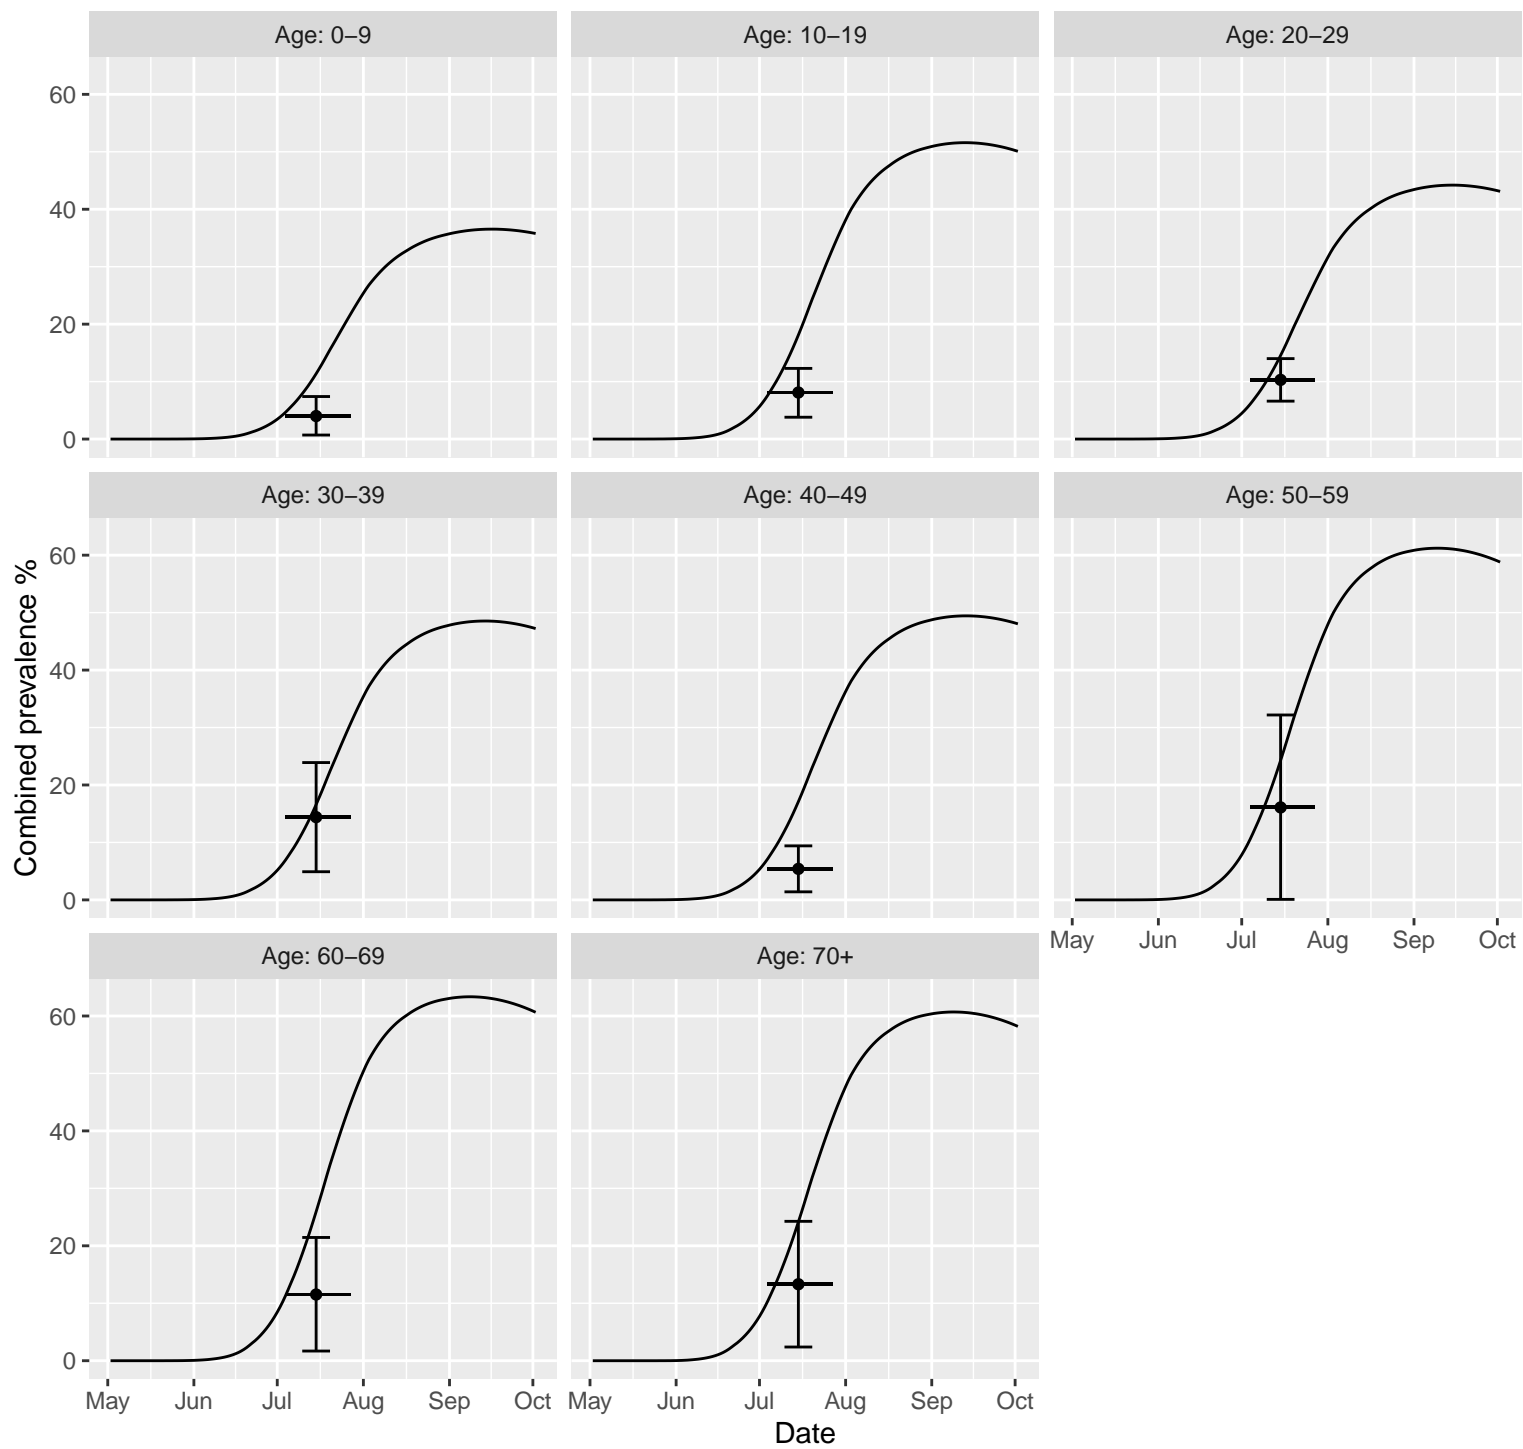 Age: 0–9
Age: 10–19
Age: 20–29
60
40
20
0
Age: 30–39
Age: 40–49
Age: 50–59
60
40
20
0
May Jun Jul Aug Sep Oct
Age: 60–69
Age: 70+
60
40
20
0
May Jun Jul Aug Sep Oct
May Jun Jul Aug Sep Oct
Date
Combined prevalence %